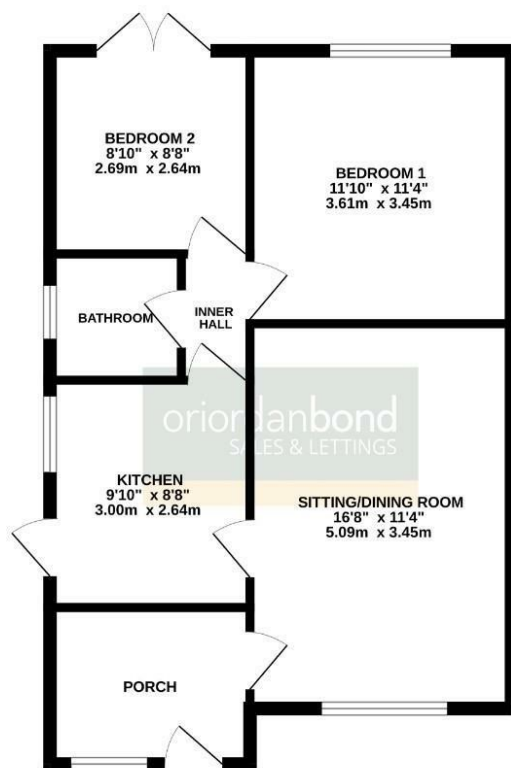 BEDROOM 2
8'10" x 8'8"
2.69m x 2.64m
BEDROOM 1
11'10" x 11'4"
3.61m x 3.45m
BATHROOM
INNER
HALL
oriordanbond
SALES & LETTINGS
KITCHEN
9'10" x 8'8"
3.00m x 2.64m
SITTING/DINING ROOM
16'8" x 11'4"
5.09m x 3.45m
PORCH